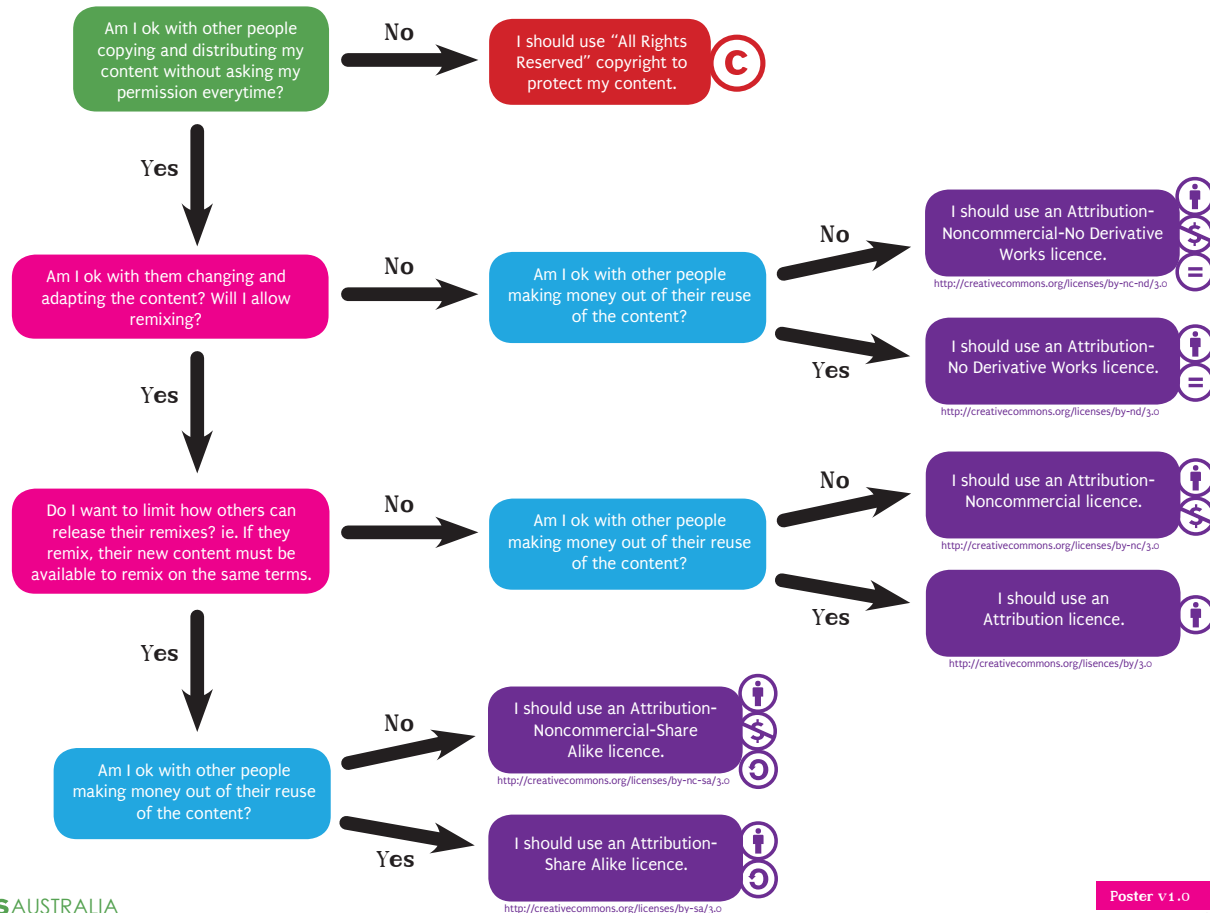 Am I ok with other people
copying and distributing my
content without asking my
permission everytime?
No
I should use “All Rights
Reserved” copyright to
protect my content.
C
Yes
Am I ok with them changing and
adapting the content? Will I allow
remixing?
No
Am I ok with other people
making money out of their reuse
of the content?
No
I should use an Attribution-
Noncommercial-No Derivative
Works licence.
$
=
http://creativecommons.org/licenses/by-nc-nd/3.0
Yes
I should use an Attribution-
No Derivative Works licence.
=
http://creativecommons.org/licenses/by-nd/3.0
Yes
Do I want to limit how others can
release their remixes? ie. If they
remix, their new content must be
available to remix on the same terms.
No
Am I ok with other people
making money out of their reuse
of the content?
No
I should use an Attribution-
Noncommercial licence.
$
http://creativecommons.org/licenses/by-nc/3.0
Yes
I should use an
Attribution licence.
http://creativecommons.org/lisences/by/3.0
Yes
Am I ok with other people
making money out of their reuse
of the content?
No
I should use an Attribution-
Noncommercial-Share
Alike licence.
$
http://creativecommons.org/licenses/by-nc-sa/3.0
Yes
I should use an Attribution-
Share Alike licence.
http://creativecommons.org/licenses/by-sa/3.0
SAUSTRALIA
Poster v1.0